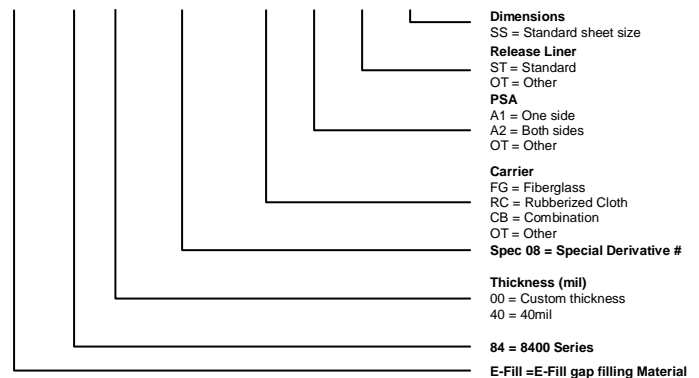 Dimensions
SS = Standard sheet size
Release Liner
ST = Standard
OT = Other
PSA
A1 = One side
A2 = Both sides
OT = Other
Carrier
FG = Fiberglass
RC = Rubberized Cloth
CB = Combination
OT = Other
Spec 08 = Special Derivative #
Thickness (mil)
00 = Custom thickness
40 = 40mil
84 = 8400 Series
E-Fill =E-Fill gap filling Material